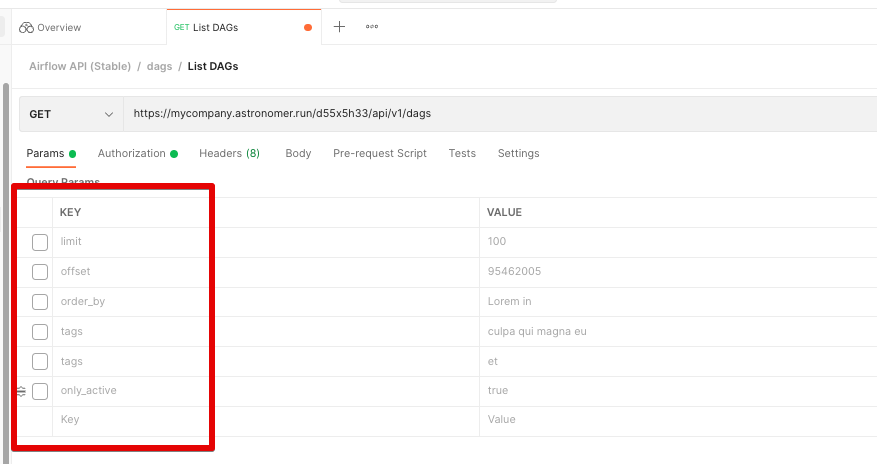 Overview
GET List DAGs
Airflow API (Stable) / dags / List DAGs
GET https://mycompany.astronomer.run/d55x5h33/api/v1/dags
Params Authorization Headers (8) Body Pre-request Script Tests Settings
Query Params
KEY VALUE
limit 100
offset 95462005
order_by Lorem in
tags culpa qui magna eu
tags et
only_active true
Key Value